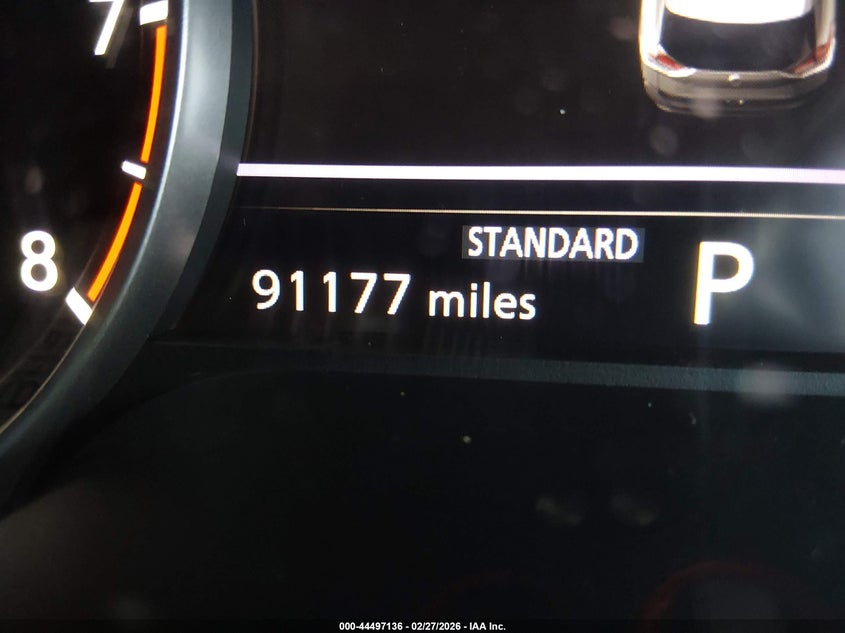 7
8
STANDARD
91177 miles
P
000-44497136 - 02/27/2026 - IAA Inc.